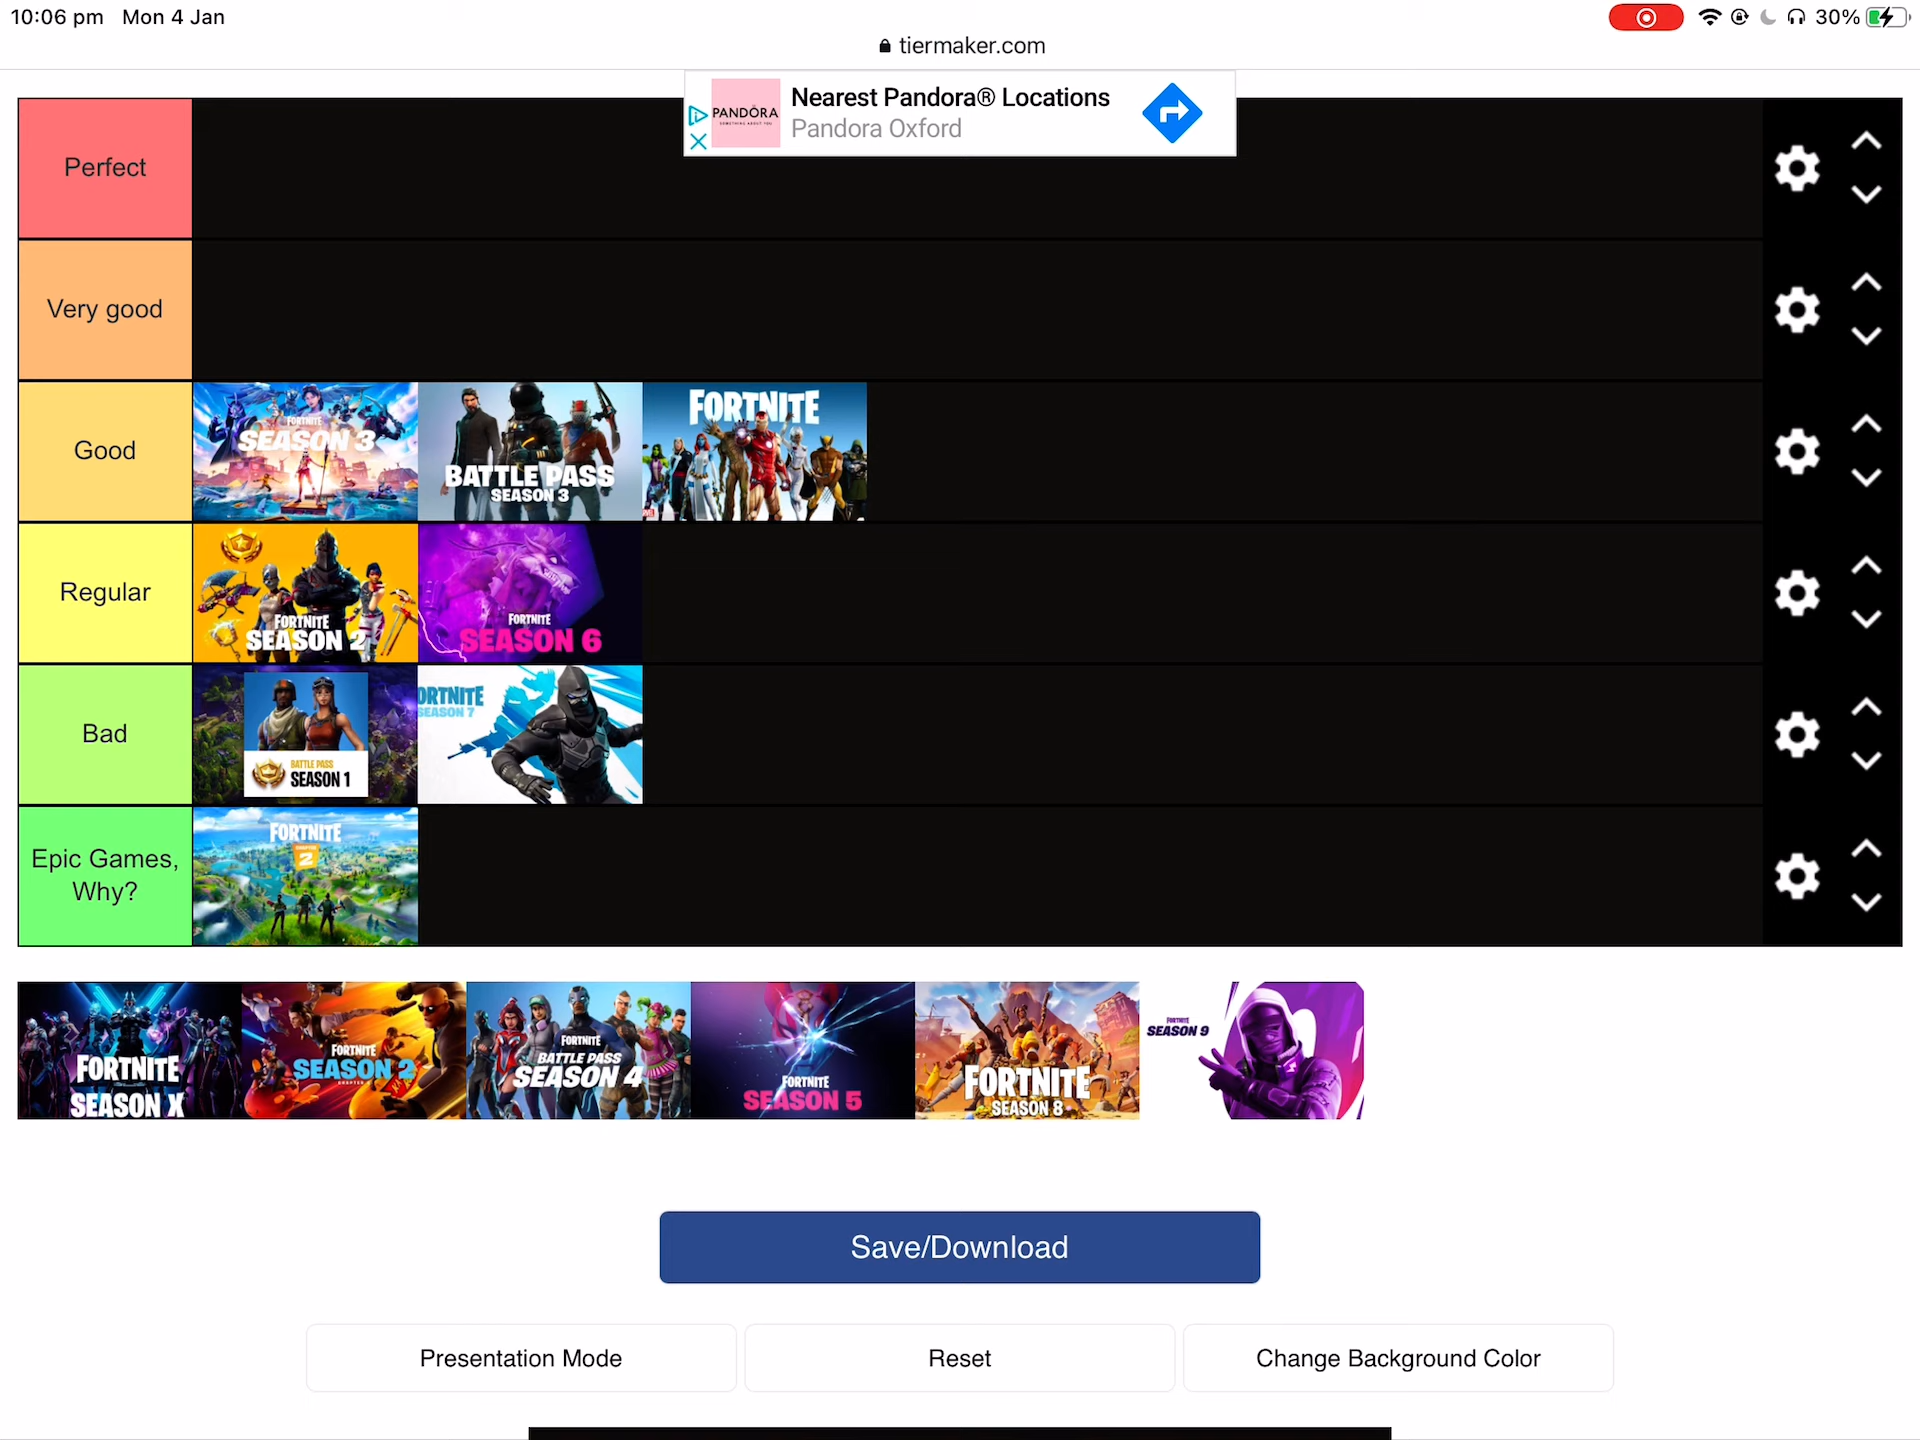 10:06 pm Mon 4 Jan
30%
tiermaker.com
PANDÖRA
Nearest Pandora® Locations
Pandora Oxford
Perfect
Very good
Good
FORTNITE
SEASON 3
BATTLE PASS
SEASON 3
FORTNITE
Regular
FORTNITE
SEASON 2
FORTNITE
SEASON 6
Bad
BATTLE PASS
SEASON 1
ORTNITE
SEASON 7
Epic Games,
Why?
FORTNITE
2
FORTNITE
SEASON X
FORTNITE
SEASON 2
FORTNITE
BATTLE PASS
SEASON 4
FORTNITE
SEASON 5
FORTNITE
SEASON 8
FORTNITE
SEASON 9
Save/Download
Presentation Mode
Reset
Change Background Color